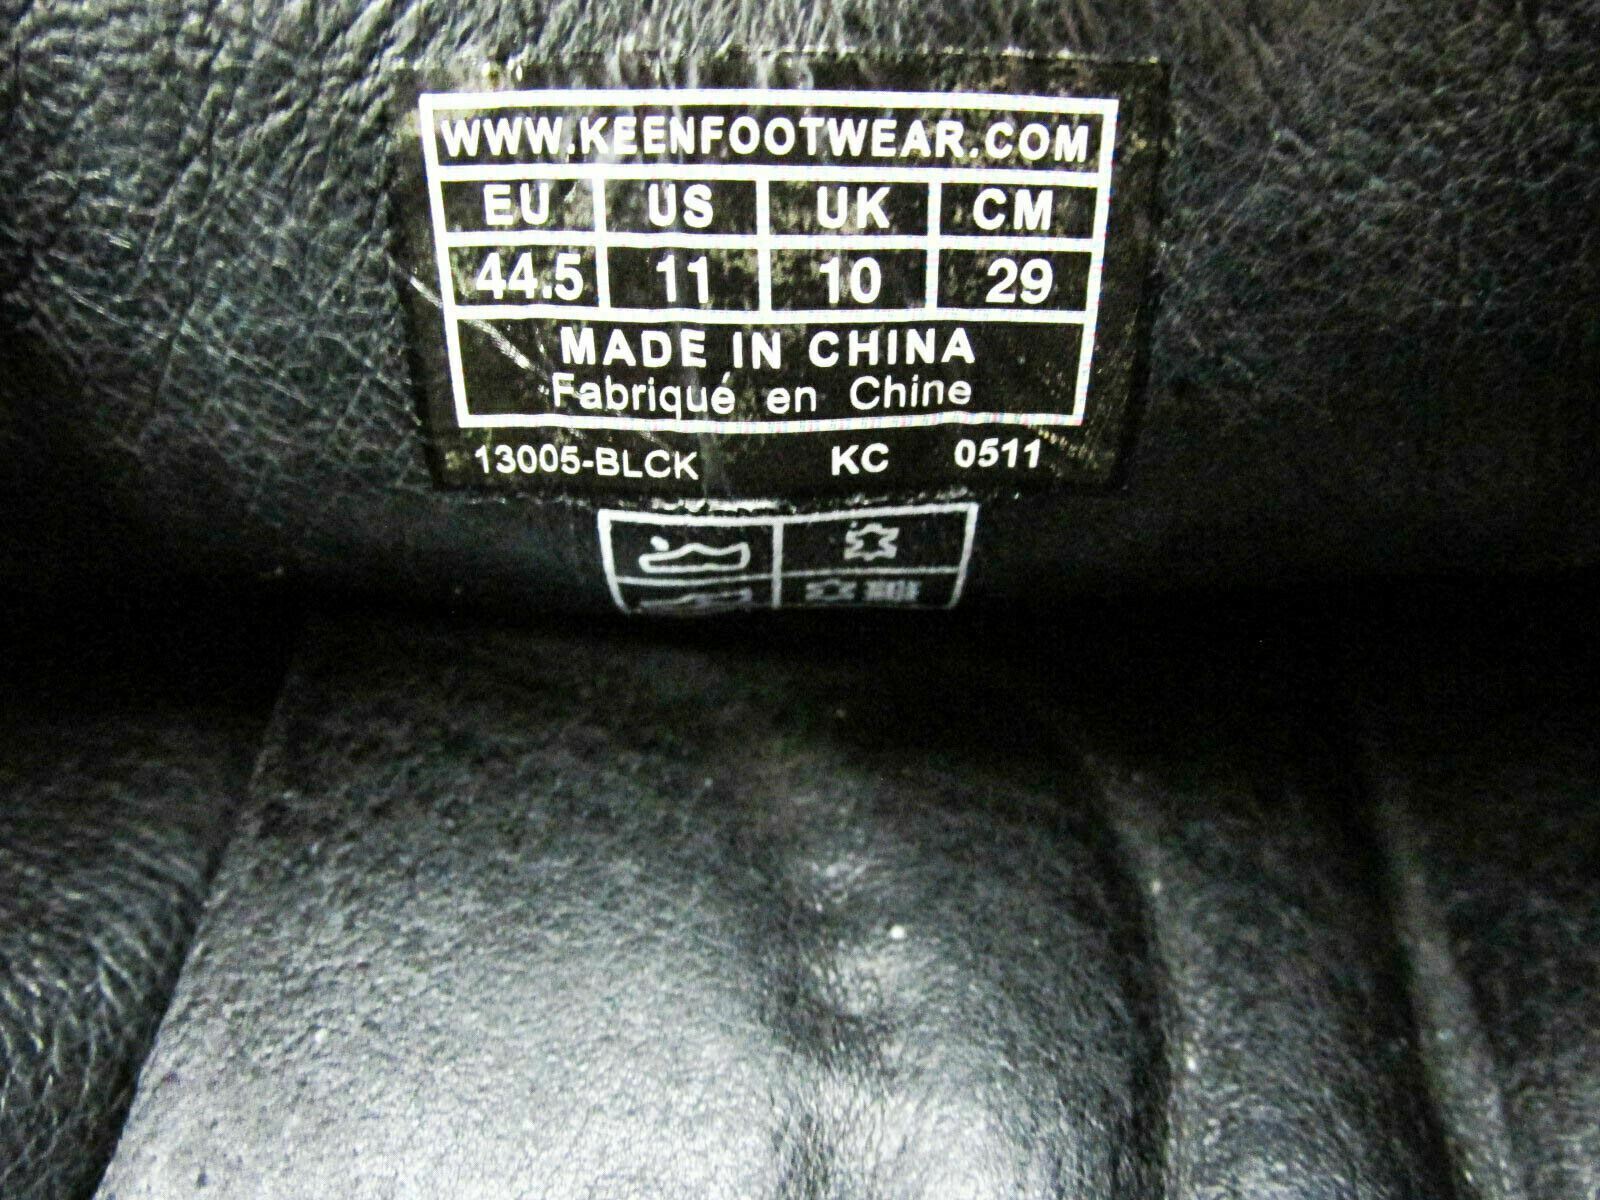 WWW.KEENFOOTWEAR.COM
EU US UK CM
44.5 11 10 29
MADE IN CHINA
Fabriqué en Chine
13005-BLCK KC 0511